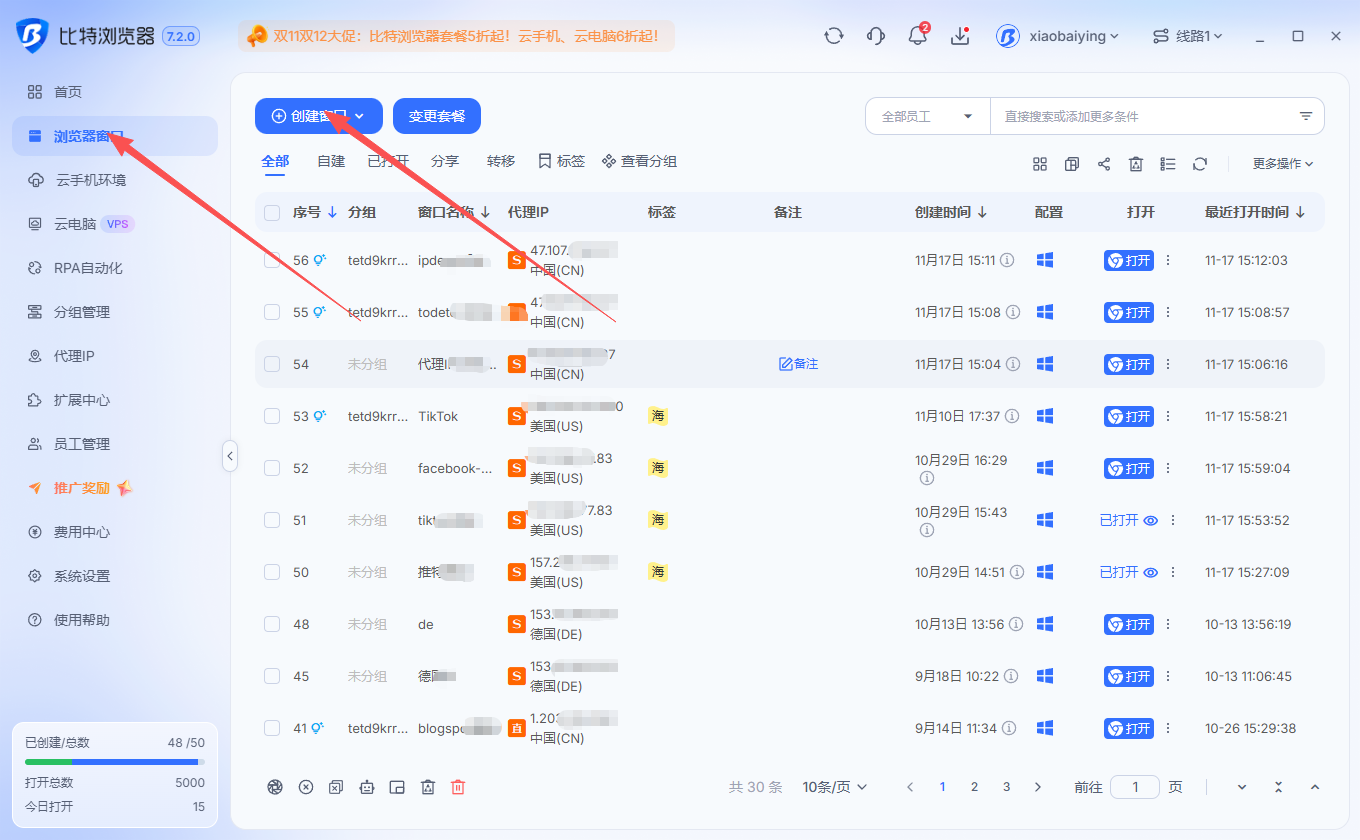 比特浏览器 7.2.0
双11双12大促：比特浏览器套餐5折起！云手机、云电脑6折起！
2
xiaobaiying
线路1
首页
浏览器窗口
云手机环境
云电脑 VPS
RPA自动化
分组管理
代理IP
扩展中心
员工管理
推广奖励
费用中心
系统设置
使用帮助
已创建/总数 48 /50
打开总数 5000
今日打开 15
创建窗口 变更套餐
全部员工 直接搜索或添加更多条件
全部 自建 已打开 分享 转移 标签 查看分组 更多操作
序号 分组 窗口名称 代理IP 标签 备注 创建时间 配置 打开 最近打开时间
56 tetd9krr... S 47.107. 中国(CN) 11月17日 15:11 打开 11-17 15:12:03
55 tetd9krr... 中国(CN) 11月17日 15:08 打开 11-17 15:08:57
54 未分组 S 中国(CN) 备注 11月17日 15:04 打开 11-17 15:06:16
53 tetd9krr... TikTok S 美国(US) 海 11月10日 17:37 打开 11-17 15:58:21
52 未分组 facebook-... S .83 美国(US) 海 10月29日 16:29 打开 11-17 15:59:04
51 未分组 S 7.83 美国(US) 海 10月29日 15:43 已打开 11-17 15:53:52
50 未分组 S 157.2 美国(US) 海 10月29日 14:51 已打开 11-17 15:27:09
48 未分组 de S 153. 德国(DE) 10月13日 13:56 打开 10-13 13:56:19
45 未分组 S 153 德国(DE) 9月18日 10:22 打开 10-13 11:06:45
41 tetd9krr... 直 1.20 中国(CN) 9月14日 11:34 打开 10-26 15:29:38
共 30 条 10条/页 1 2 3 前往 1 页